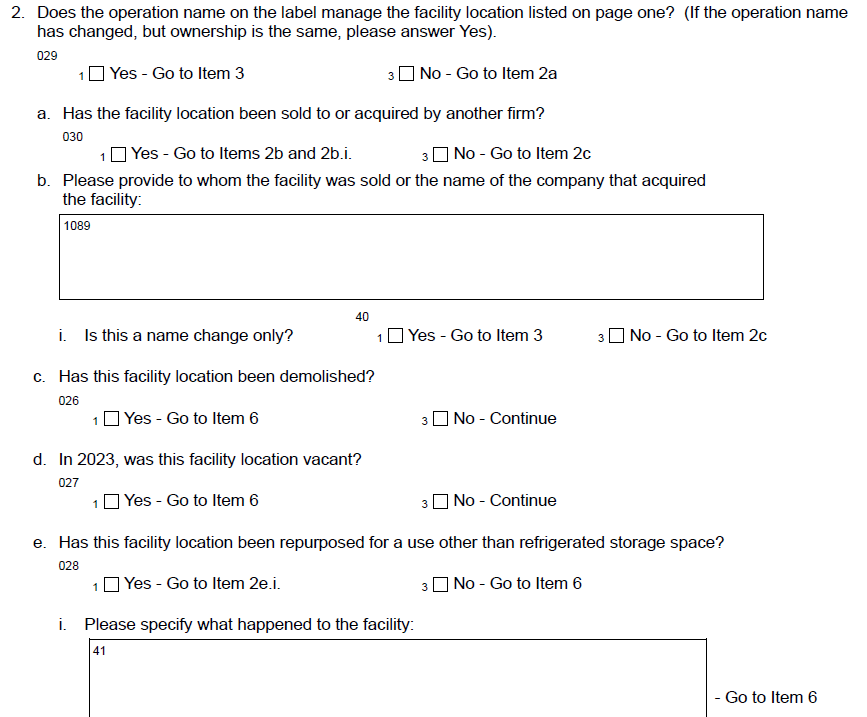 2. Does the operation name on the label manage the facility location listed on page one? (If the operation name
has changed, but ownership is the same, please answer Yes).
029
1 Yes - Go to Item 3 3 No - Go to Item 2a
a. Has the facility location been sold to or acquired by another firm?
030
1 Yes - Go to Items 2b and 2b.i. 3 No - Go to Item 2c
b. Please provide to whom the facility was sold or the name of the company that acquired
the facility:
1089
40
i. Is this a name change only? 1 Yes - Go to Item 3 3 No - Go to Item 2c
c. Has this facility location been demolished?
026
1 Yes - Go to Item 6 3 No - Continue
d. In 2023, was this facility location vacant?
027
1 Yes - Go to Item 6 3 No - Continue
e. Has this facility location been repurposed for a use other than refrigerated storage space?
028
1 Yes - Go to Item 2e.i. 3 No - Go to Item 6
i. Please specify what happened to the facility:
41
- Go to Item 6